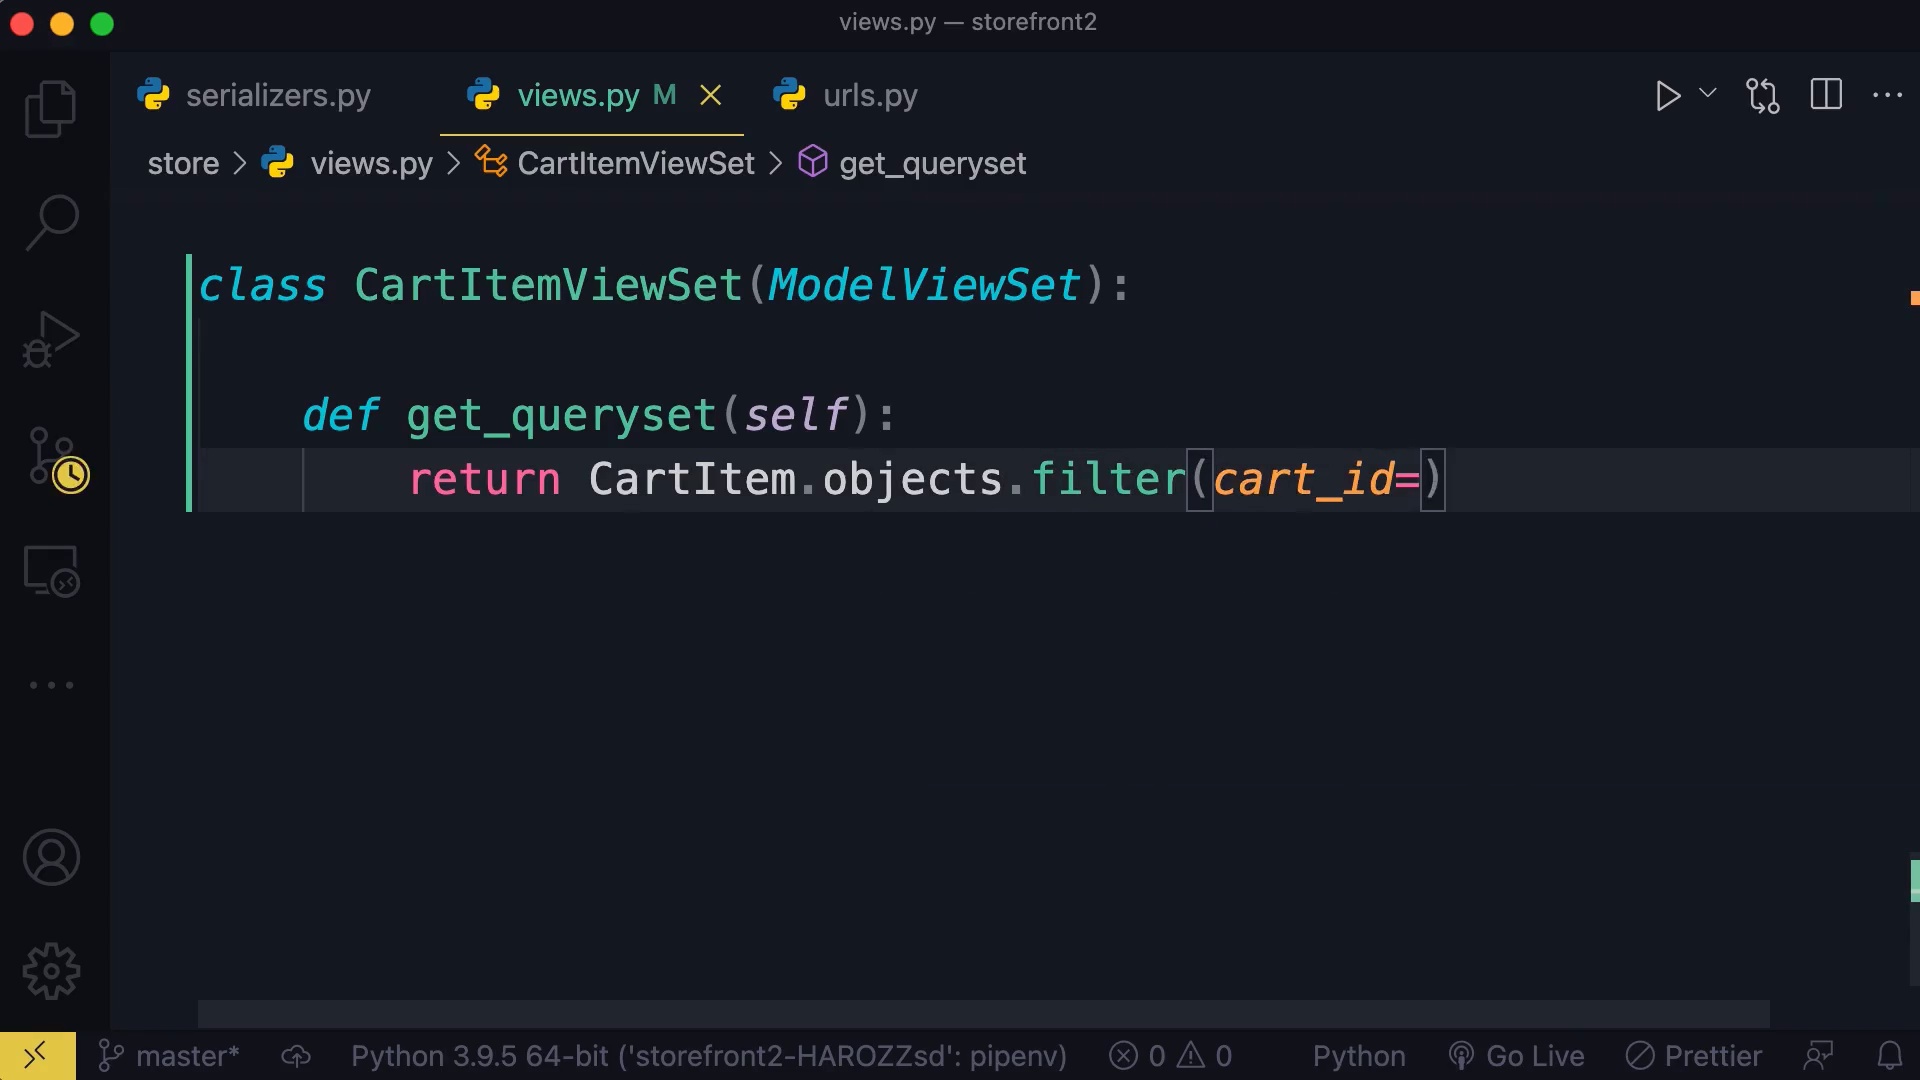 views.py — storefront2
serializers.py views.py M urls.py
store > views.py > CartItemViewSet > get_queryset
class CartItemViewSet(ModelViewSet):
def get_queryset(self):
return CartItem.objects.filter(cart_id=)
master* Python 3.9.5 64-bit ('storefront2-HAROZZsd': pipenv) 0 0 Python Go Live Prettier